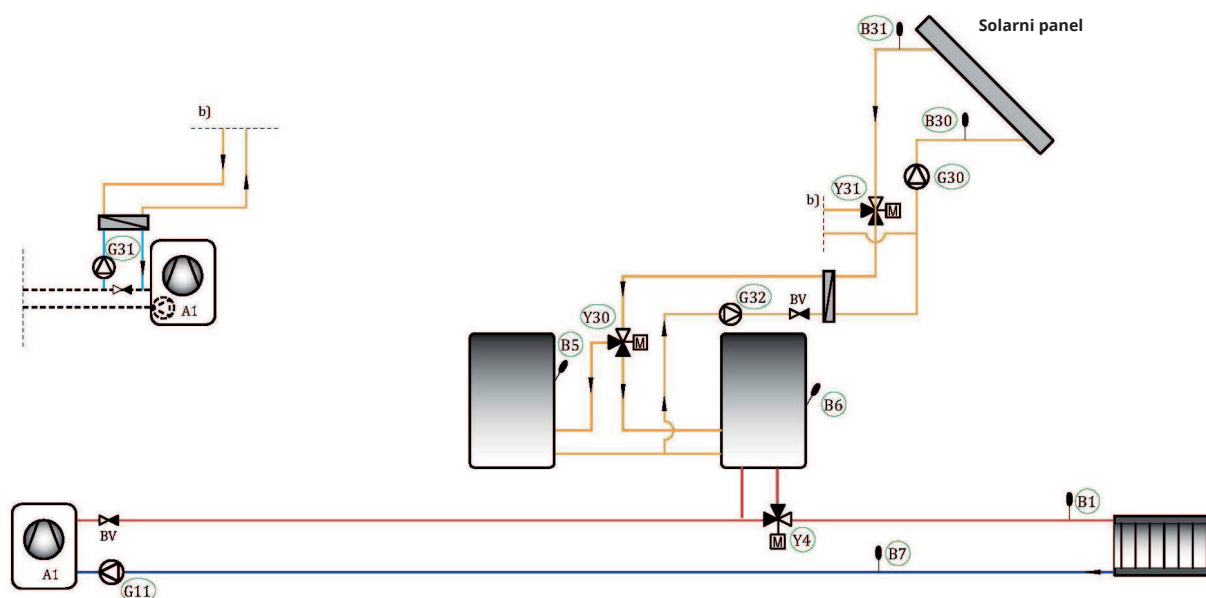 Solarni panel
B31
b)
B30
G30
Y31
M
b)
G31
A1
G32
BV
Y30
M
B5
B6
B1
BV
M
Y4
B7
A1
G11